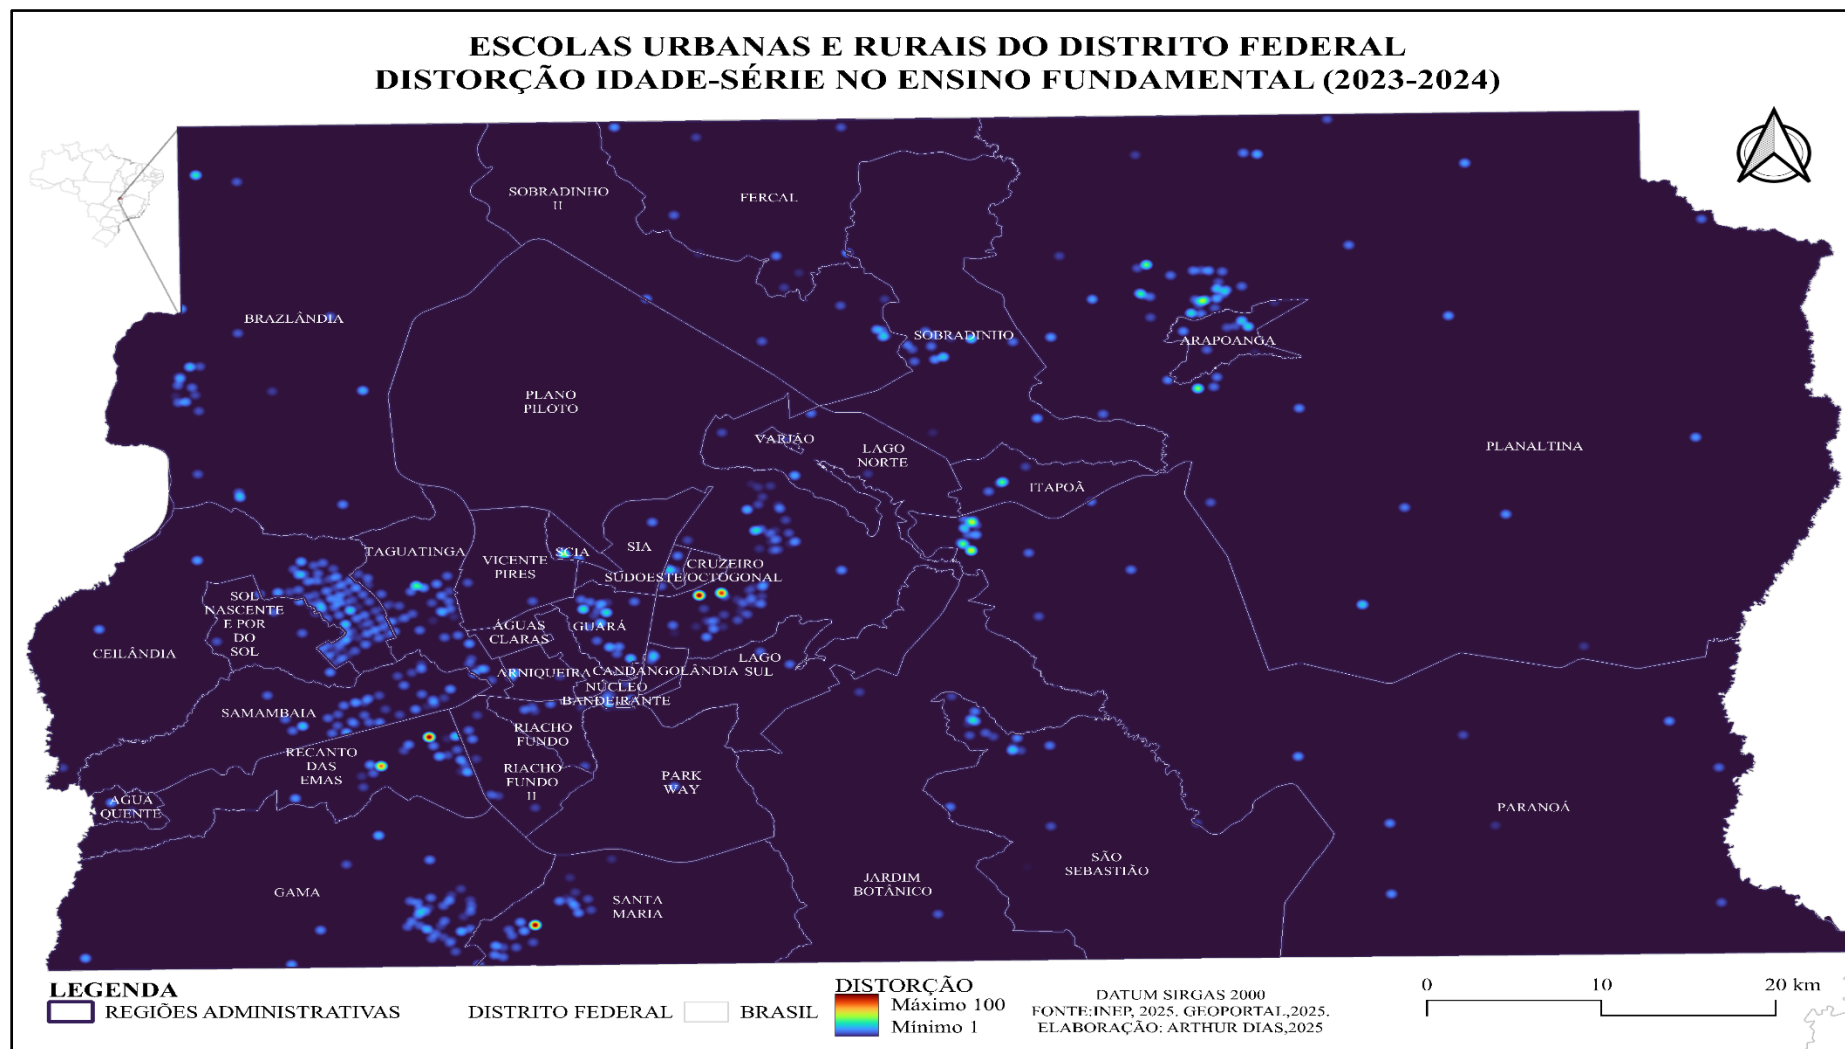 ESCOLAS URBANAS E RURAIS DO DISTRITO FEDERAL
DISTORÇÃO IDADE-SÉRIE NO ENSINO FUNDAMENTAL (2023-2024)
SOBRADINHO
II
FERCAL
BRAZLÂNDIA
SOBRADINHO
ARAPOANGA
PLANO
PILOTO
VARJÃO
LAGO
NORTE
PLANALTINA
ITAPOÃ
TAGUATINGA
VICENTE
PIRES
SCIA
SIA
CRUZEIRO
SUDOESTE/OCTOGONAL
SOL
NASCENTE
E POR
DO
SOL
ÁGUAS
CLARAS
GUARÁ
CEILÂNDIA
ARNIQUEIRA
CANDANGOLÂNDIA
LAGO
SUL
NÚCLEO
BANDEIRANTE
SAMAMBAIA
RIACHO
FUNDO
RECANTO
DAS
EMAS
RIACHO
FUNDO
II
PARK
WAY
ÁGUA
QUENTE
PARANOÁ
SÃO
SEBASTIÃO
JARDIM
BOTÂNICO
GAMA
SANTA
MARIA
LEGENDA
REGIÕES ADMINISTRATIVAS
DISTRITO FEDERAL
BRASIL
DISTORÇÃO
Máximo 100
Mínimo 1
DATUM SIRGAS 2000
FONTE:INEP, 2025. GEOPORTAL,2025.
ELABORAÇÃO: ARTHUR DIAS,2025
0 10 20 km